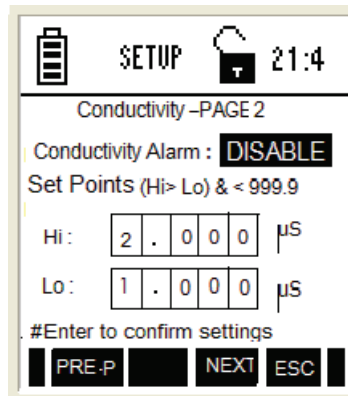 SETUP T 21:4
Conductivity –PAGE 2
Conductivity Alarm : DISABLE
Set Points (Hi> Lo) & < 999.9
Hi : 2 . 0 0 0 µS
Lo : 1 . 0 0 0 µS
. #Enter to confirm settings
PRE-P NEXT ESC